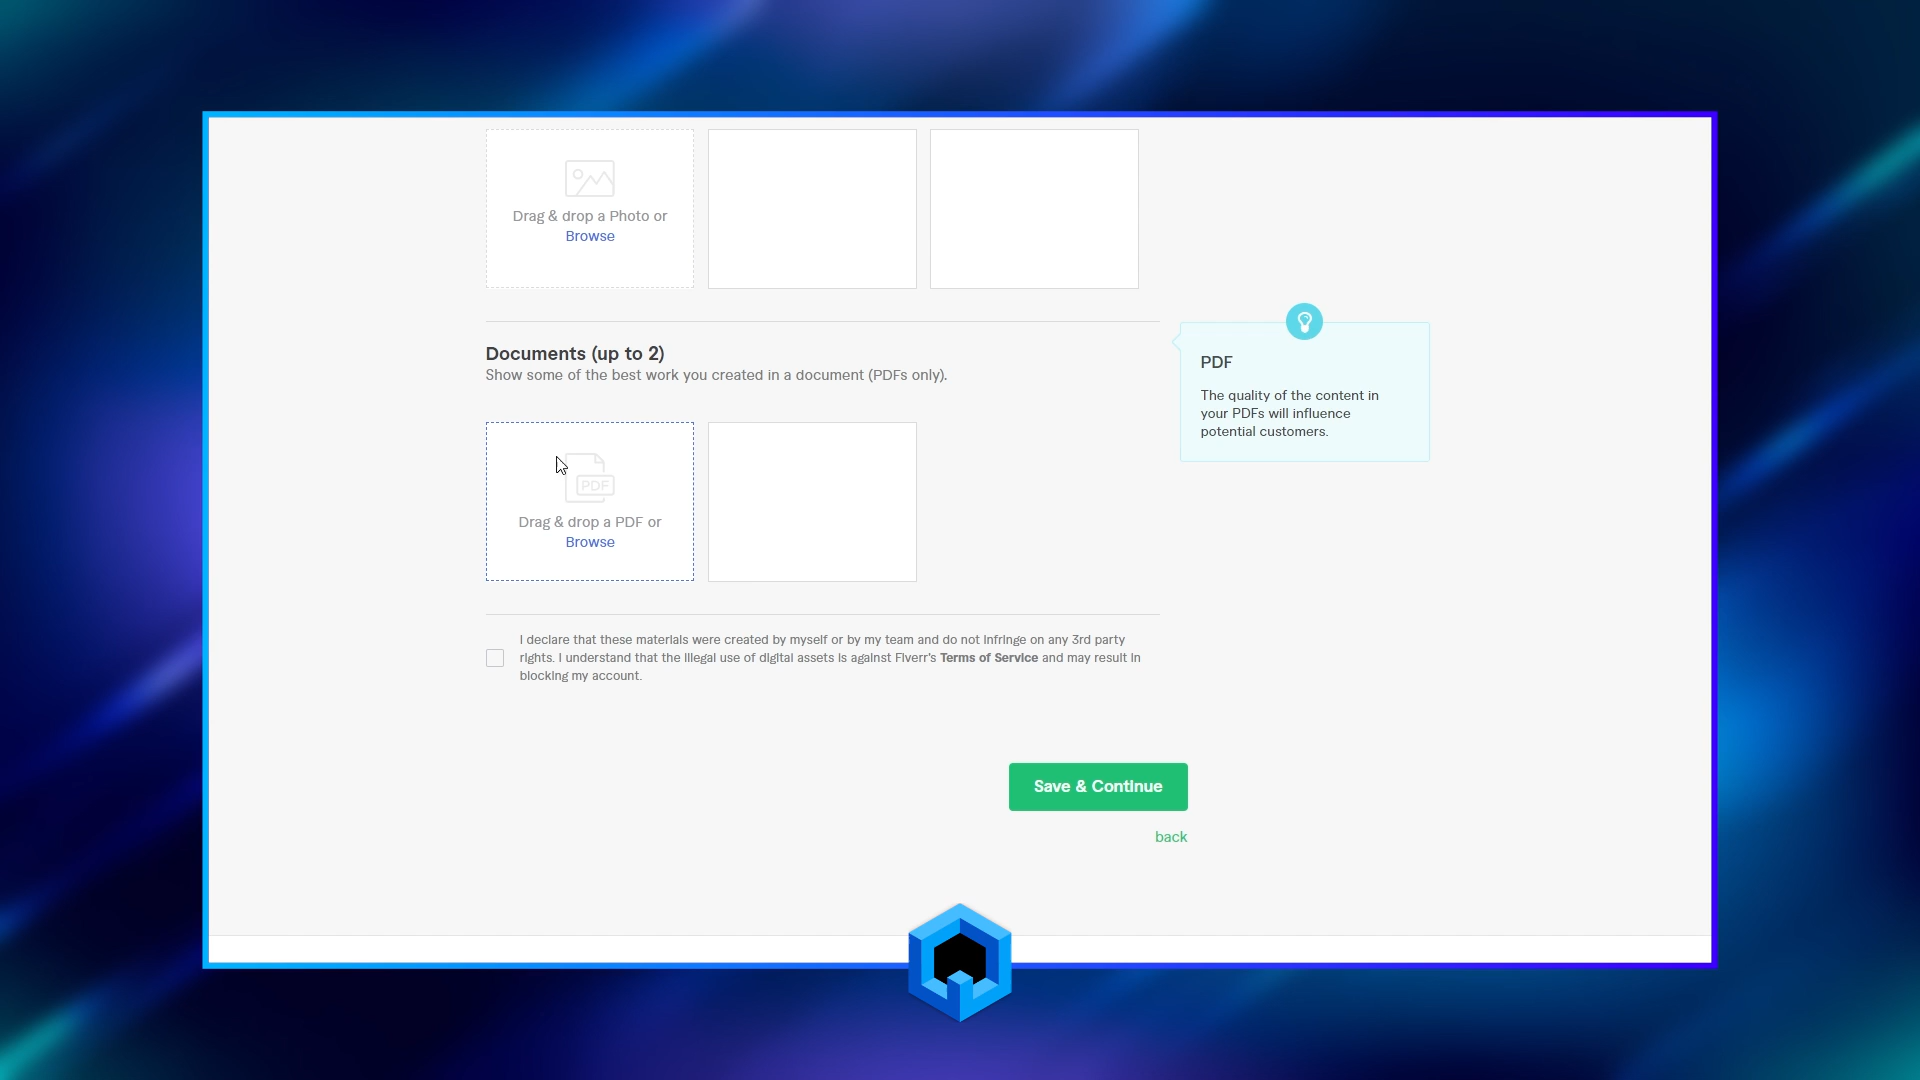 Drag & drop a Photo or
Browse
Documents (up to 2)
Show some of the best work you created in a document (PDFs only).
PDF
The quality of the content in
your PDFs will influence
potential customers.
PDF
Drag & drop a PDF or
Browse
I declare that these materials were created by myself or by my team and do not infringe on any 3rd party
rights. I understand that the illegal use of digital assets is against Fiverr's Terms of Service and may result in
blocking my account.
Save & Continue
back